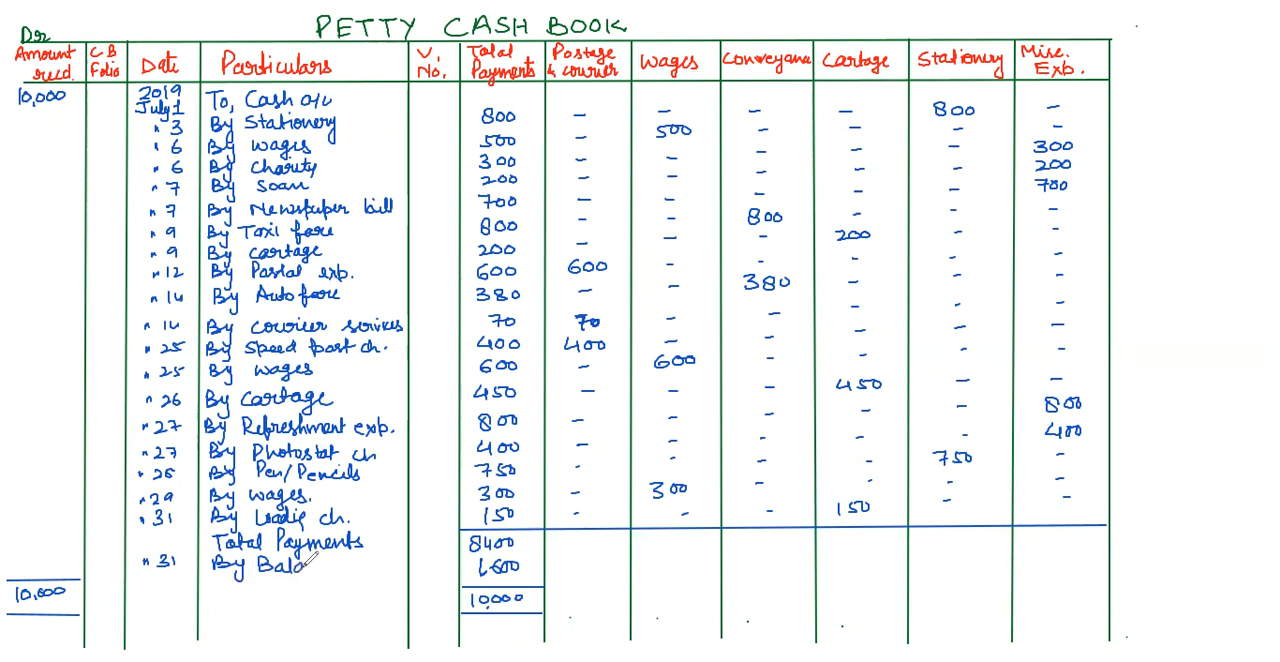 PETTY CASH BOOK
Dr
Amount recd. C B Folio Date Particulars V. No. Total Payments Postage & courier Wages Conveyance Cartage Stationery Misc. Exp.
10,000 2019 July 1 To, Cash a/c
" 3 By Stationery 800 - - - - 800 -
" 6 By Wages 500 - 500 - - - -
" 6 By Charity 300 - - - - - 300
" 7 By Soan 200 - - - - - 200
" 7 By Newspaper bill 700 - - - - - 700
" 9 By Taxi fare 800 - - 800 - - -
" 9 By Cartage 200 - - - 200 - -
" 12 By Postal exp. 600 600 - - - - -
" 14 By Auto fare 380 - - 380 - - -
" 14 By Courier services 70 70 - - - - -
" 25 By Speed post ch. 400 400 - - - - -
" 25 By Wages 600 - 600 - - - -
" 26 By Cartage 450 - - - 450 - -
" 27 By Refreshment exp. 800 - - - - - 800
" 27 By Photostat ch 400 - - - - - 400
" 28 By Pen/Pencils 750 - - - - 750 -
" 29 By Wages. 300 - 300 - - - -
" 31 By ch. 150 - - - 150 - -
Total Payments 8400
" 31 By Bala 1,600
10,000 10,000